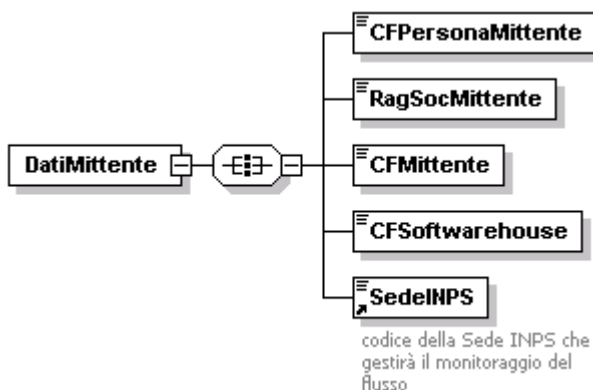 CFPersonaMittente
RagSocMittente
DatiMittente
CFMittente
CFSoftwarehouse
SedeINPS
codice della Sede INPS che
gestirà il monitoraggio del
flusso